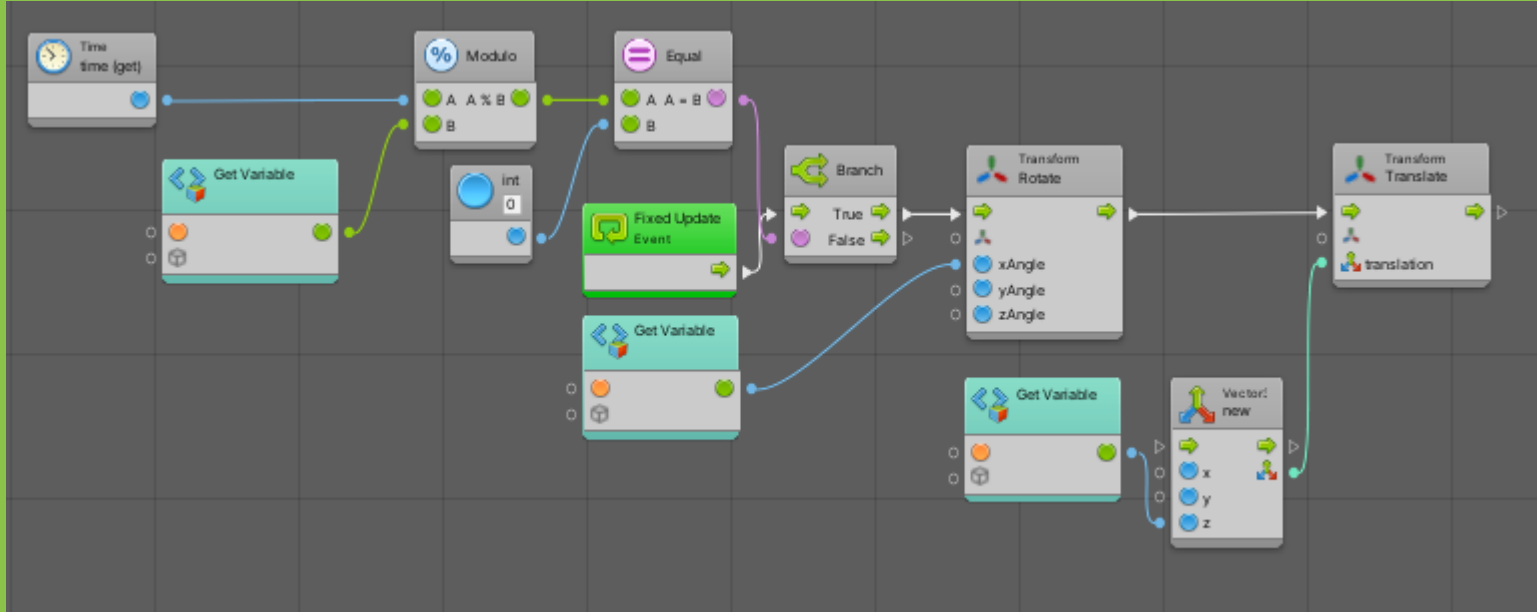 Time
time (get)
Modulo
A A % B
B
Equal
A A = B
B
Get Variable
int
0
Fixed Update
Event
Branch
True
False
Transform
Rotate
xAngle
yAngle
zAngle
Transform
Translate
translation
Get Variable
Get Variable
new
x
y
z